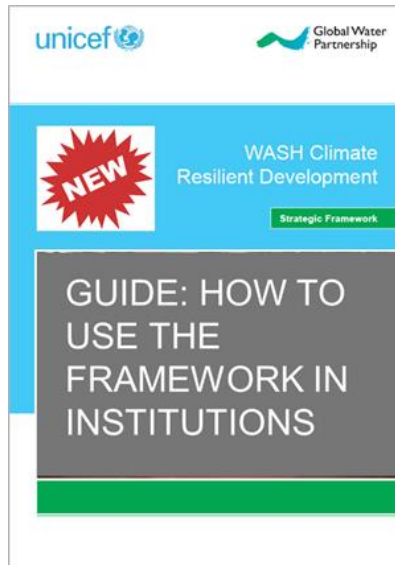 unicef
Global Water
Partnership
NEW
WASH Climate
Resilient Development
Strategic Framework
GUIDE: HOW TO
USE THE
FRAMEWORK IN
INSTITUTIONS